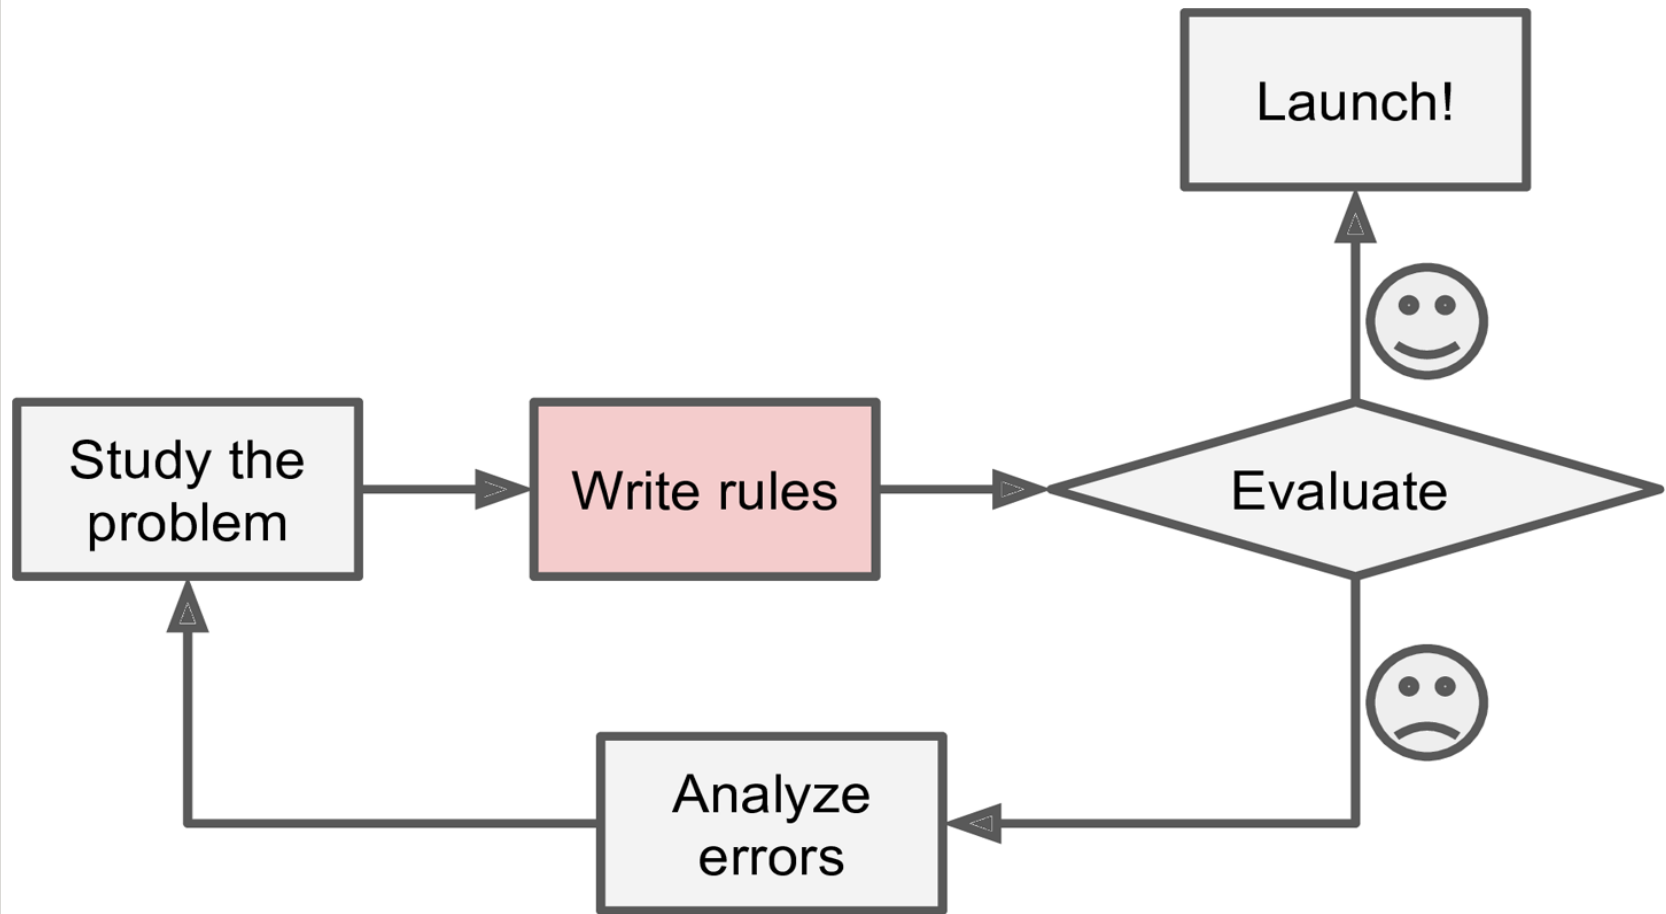 Launch!
Study the
problem
Write rules
Evaluate
Analyze
errors